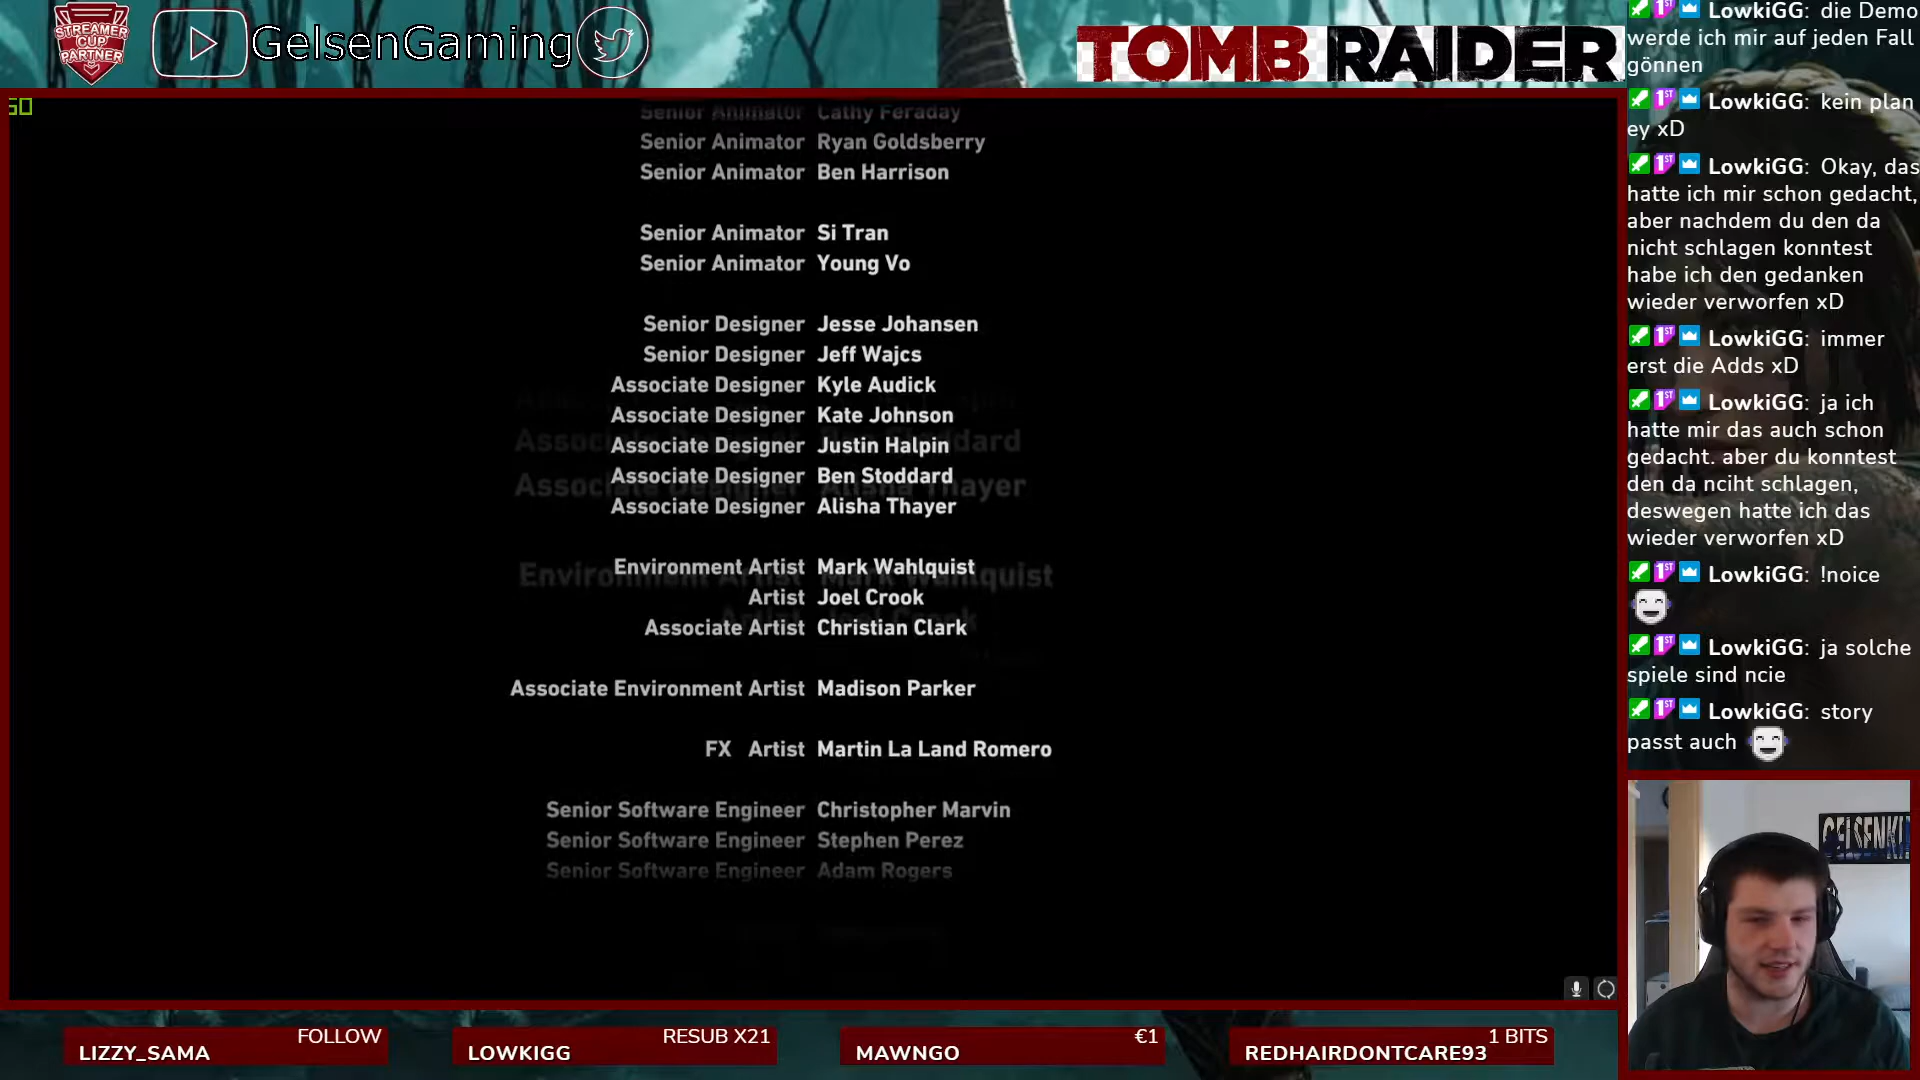 STREAMER
CUP
PARTNER
GelsenGaming
TOMB RAIDER
60
Senior Animator Cathy Feraday
Senior Animator Ryan Goldsberry
Senior Animator Ben Harrison
Senior Animator Si Tran
Senior Animator Young Vo
Senior Designer Jesse Johansen
Senior Designer Jeff Wajcs
Associate Designer Kyle Audick
Associate Designer Kate Johnson
Associate Designer Justin Halpin
Associate Designer Ben Stoddard
Associate Designer Alisha Thayer
Environment Artist Mark Wahlquist
Artist Joel Crook
Associate Artist Christian Clark
Associate Environment Artist Madison Parker
FX Artist Martin La Land Romero
Senior Software Engineer Christopher Marvin
Senior Software Engineer Stephen Perez
Senior Software Engineer Adam Rogers
LowkiGG: die Demo
werde ich mir auf jeden Fall
gönnen
LowkiGG: kein plan
ey xD
LowkiGG: Okay, das
hatte ich mir schon gedacht,
aber nachdem du den da
nicht schlagen konntest
habe ich den gedanken
wieder verworfen xD
LowkiGG: immer
erst die Adds xD
LowkiGG: ja ich
hatte mir das auch schon
gedacht. aber du konntest
den da nciht schlagen,
deswegen hatte ich das
wieder verworfen xD
LowkiGG: !noice
LowkiGG: ja solche
spiele sind ncie
LowkiGG: story
passt auch
FOLLOW
LIZZY_SAMA
RESUB X21
LOWKIGG
€1
MAWNGO
1 BITS
REDHAIRDONTCARE93